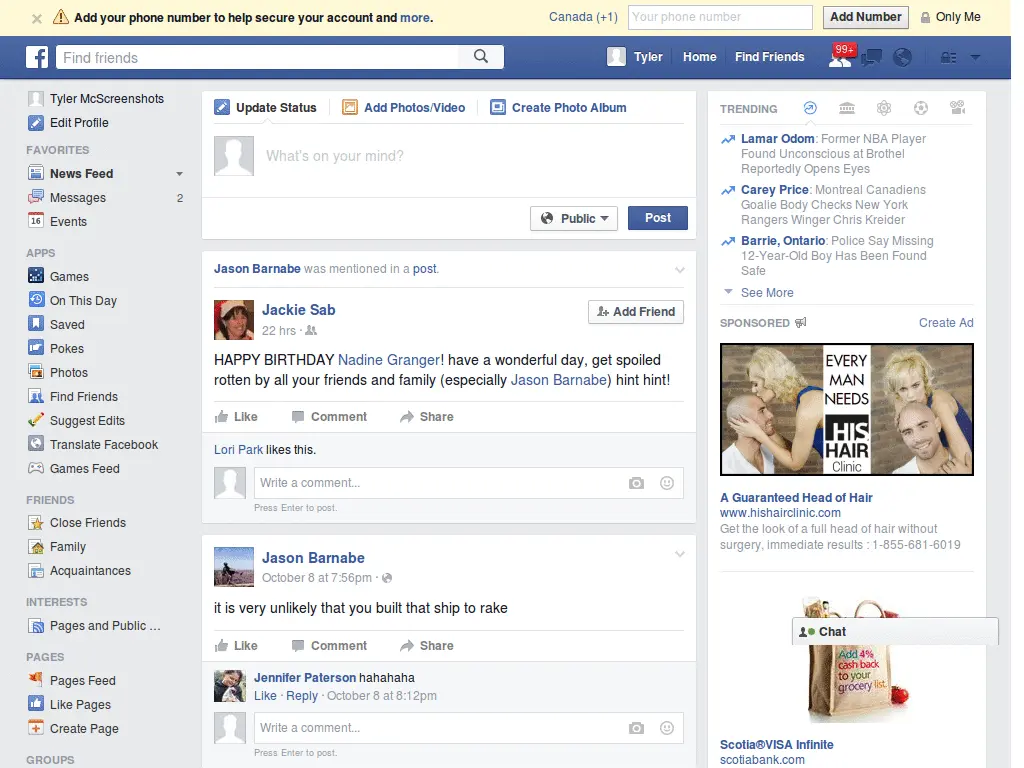 Add your phone number to help secure your account and more.
Canada (+1)
Your phone number
Add Number
Only Me
f
Find friends
Tyler
Home
Find Friends
99+
Tyler McScreenshots
Edit Profile
FAVORITES
News Feed
Messages
2
16
Events
APPS
Games
On This Day
Saved
Pokes
Photos
Find Friends
Suggest Edits
Translate Facebook
Games Feed
FRIENDS
Close Friends
Family
Acquaintances
INTERESTS
Pages and Public ...
PAGES
Pages Feed
Like Pages
Create Page
GROUPS
Update Status
Add Photos/Video
Create Photo Album
What's on your mind?
Public
Post
Jason Barnabe was mentioned in a post.
Jackie Sab
22 hrs ·
Add Friend
HAPPY BIRTHDAY Nadine Granger! have a wonderful day, get spoiled
rotten by all your friends and family (especially Jason Barnabe) hint hint!
Like
Comment
Share
Lori Park likes this.
Write a comment...
Press Enter to post.
Jason Barnabe
October 8 at 7:56pm ·
it is very unlikely that you built that ship to rake
Like
Comment
Share
Jennifer Paterson hahahaha
Like · Reply · October 8 at 8:12pm
Write a comment...
Press Enter to post.
TRENDING
Lamar Odom: Former NBA Player
Found Unconscious at Brothel
Reportedly Opens Eyes
Carey Price: Montreal Canadiens
Goalie Body Checks New York
Rangers Winger Chris Kreider
Barrie, Ontario: Police Say Missing
12-Year-Old Boy Has Been Found
Safe
See More
SPONSORED
Create Ad
EVERY
MAN
NEEDS
HIS
HAIR
Clinic
A Guaranteed Head of Hair
www.hishairclinic.com
Get the look of a full head of hair without
surgery, immediate results : 1-855-681-6019
Chat
Add 4%
cash back
to your
grocery list.
Scotia®VISA Infinite
scotiabank.com